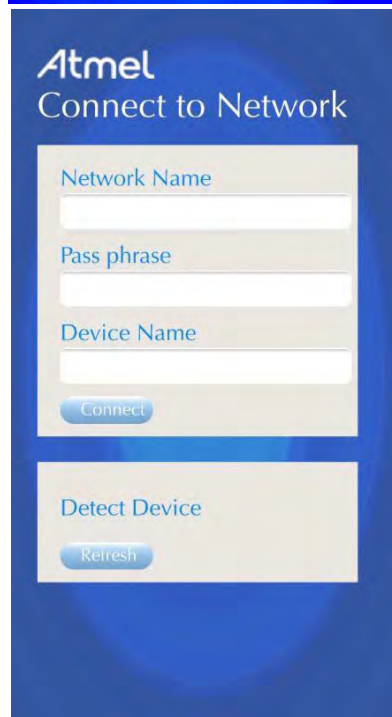 Atmel
Connect to Network
Network Name
Pass phrase
Device Name
Connect
Detect Device
Refresh